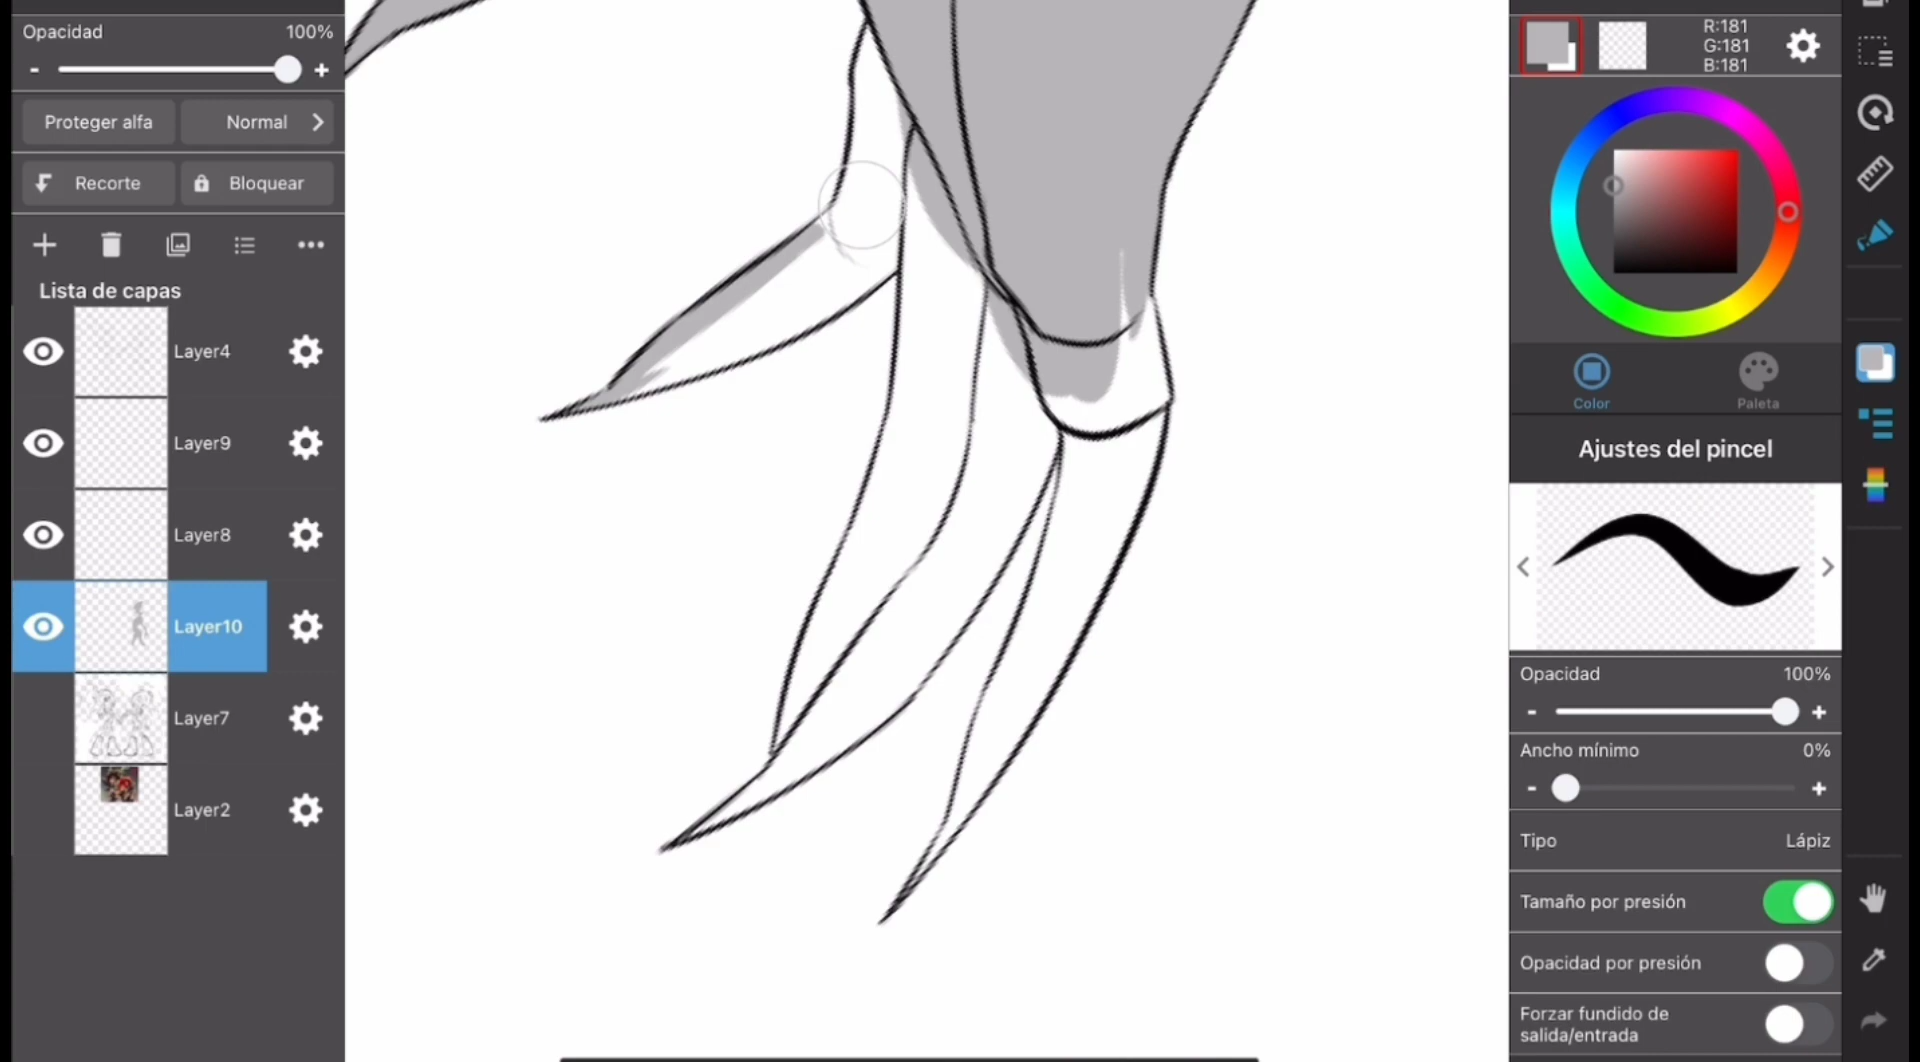 Opacidad 100%
- +
Proteger alfa Normal
Recorte Bloquear
Lista de capas
Layer4
Layer9
Layer8
Layer10
Layer7
Layer2
R:181
G:181
B:181
Color Paleta
Ajustes del pincel
Opacidad 100%
- +
Ancho mínimo 0%
- +
Tipo Lápiz
Tamaño por presión
Opacidad por presión
Forzar fundido de
salida/entrada